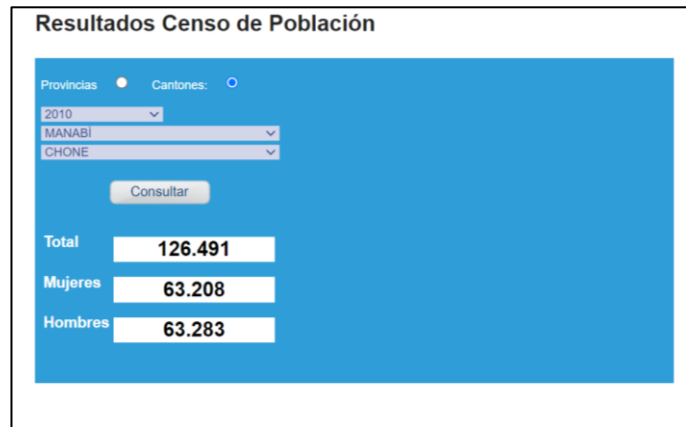 Resultados Censo de Población
Provincias Cantones:
2010
MANABÍ
CHONE
Consultar
Total 126.491
Mujeres 63.208
Hombres 63.283